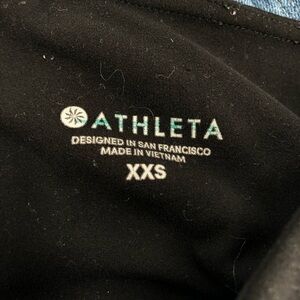 ATHLETA
DESIGNED IN SAN FRANCISCO
MADE IN VIETNAM
XXS